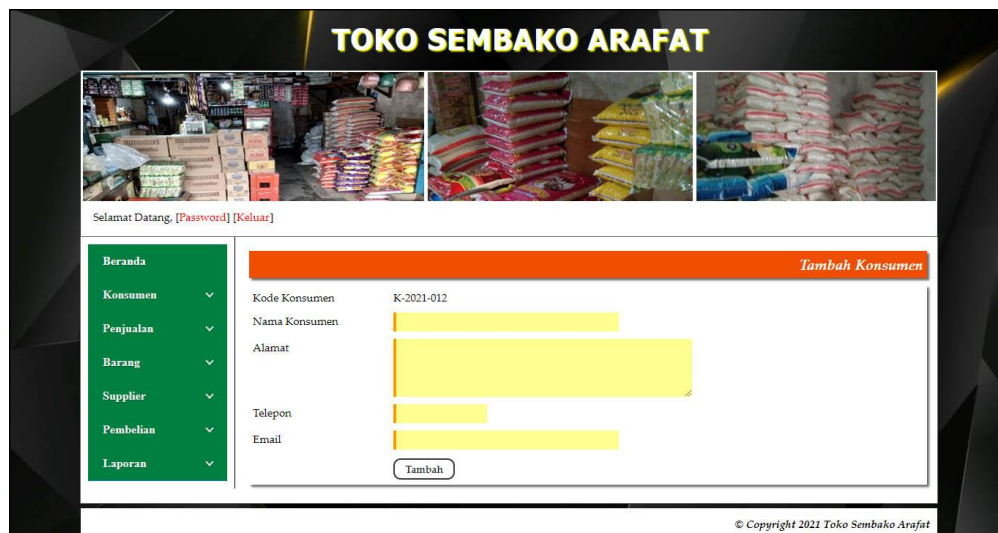 TOKO SEMBAKO ARAFAT
Selamat Datang, [Password] [Keluar]
Beranda
Konsumen
Penjualan
Barang
Supplier
Pembelian
Laporan
Tambah Konsumen
Kode Konsumen K-2021-012
Nama Konsumen
Alamat
Telepon
Email
Tambah
© Copyright 2021 Toko Sembako Arafat